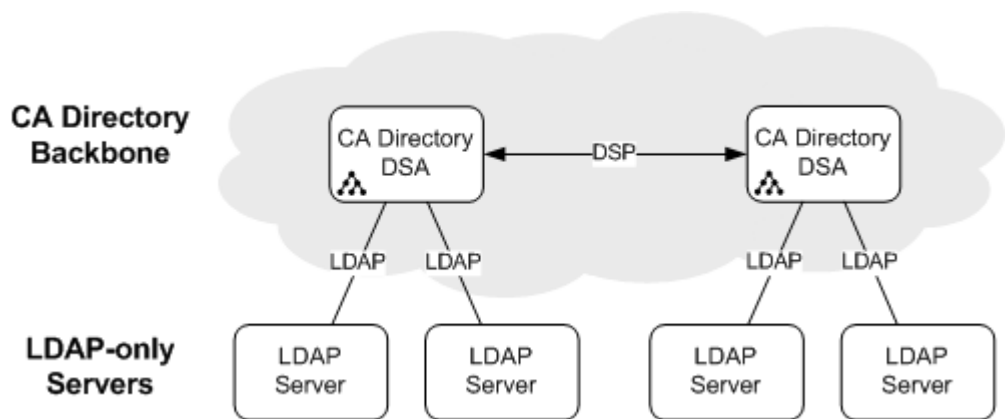 CA Directory
Backbone
CA Directory
DSA
DSP
CA Directory
DSA
LDAP
LDAP
LDAP
LDAP
LDAP-only
Servers
LDAP
Server
LDAP
Server
LDAP
Server
LDAP
Server